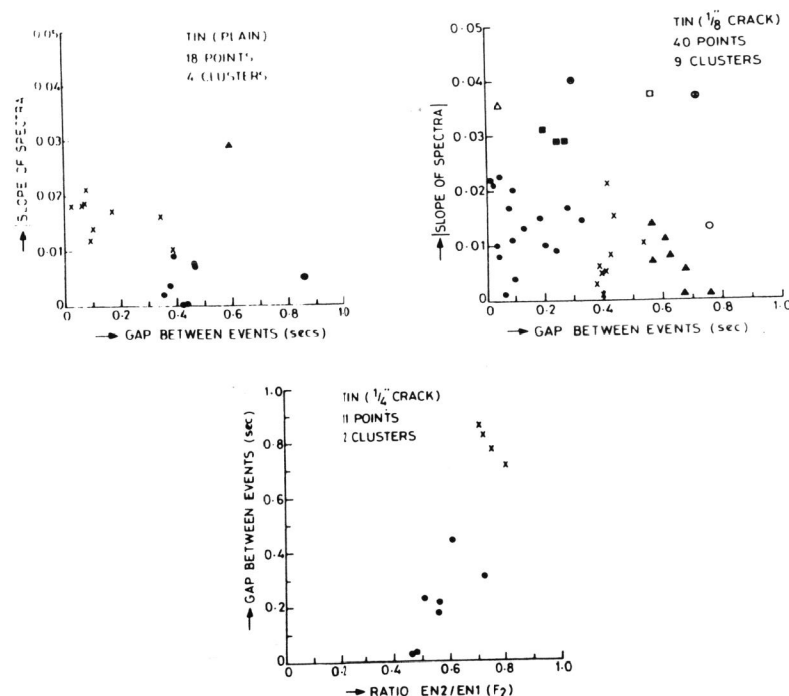 TIN (PLAIN)
18 POINTS
4 CLUSTERS
0.05
0.04
0.03
0.02
0.01
0
0.2
0.4
0.6
0.8
1.0
|SLOPE OF SPECTRA|
GAP BETWEEN EVENTS (secs)
TIN (1/8" CRACK)
40 POINTS
9 CLUSTERS
0.05
0.04
0.03
0.02
0.01
0
0
0.2
0.4
0.6
0.8
1.0
|SLOPE OF SPECTRA|
GAP BETWEEN EVENTS (sec)
TIN (1/4" CRACK)
11 POINTS
2 CLUSTERS
1.0
0.8
0.6
0.4
0.2
0
0
0.2
0.4
0.6
0.8
1.0
GAP BETWEEN EVENTS (sec)
RATIO EN2/EN1 (F2)